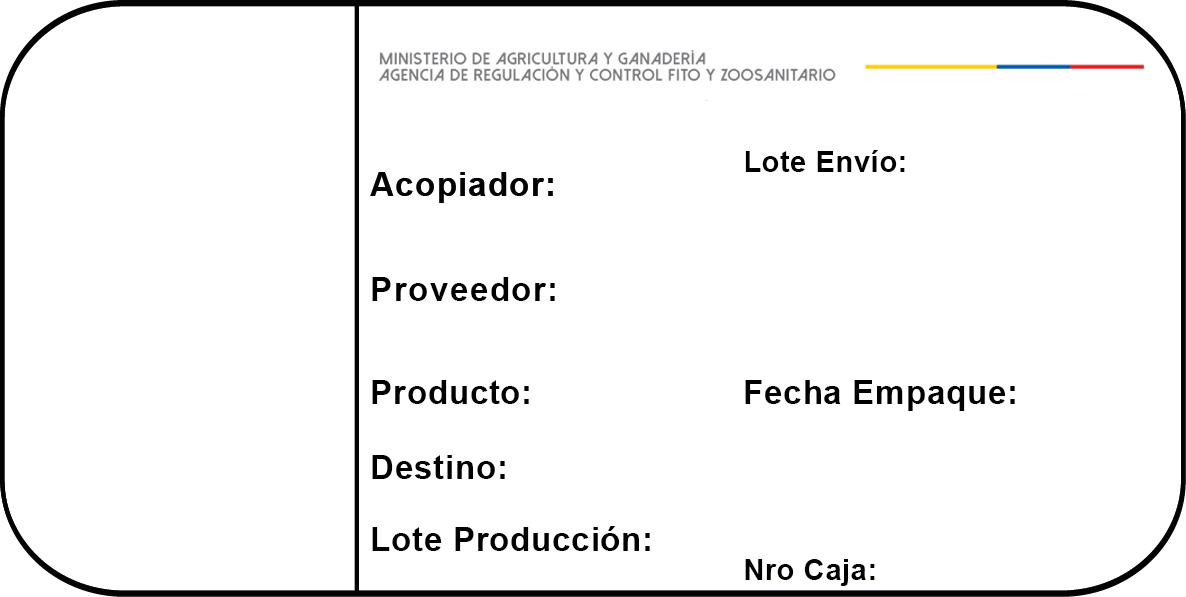 MINISTERIO DE AGRICULTURA Y GANADERÍA
AGENCIA DE REGULACIÓN Y CONTROL FITO Y ZOOSANITARIO
Lote Envío:
Acopiador:
Proveedor:
Producto:
Fecha Empaque:
Destino:
Lote Producción:
Nro Caja: